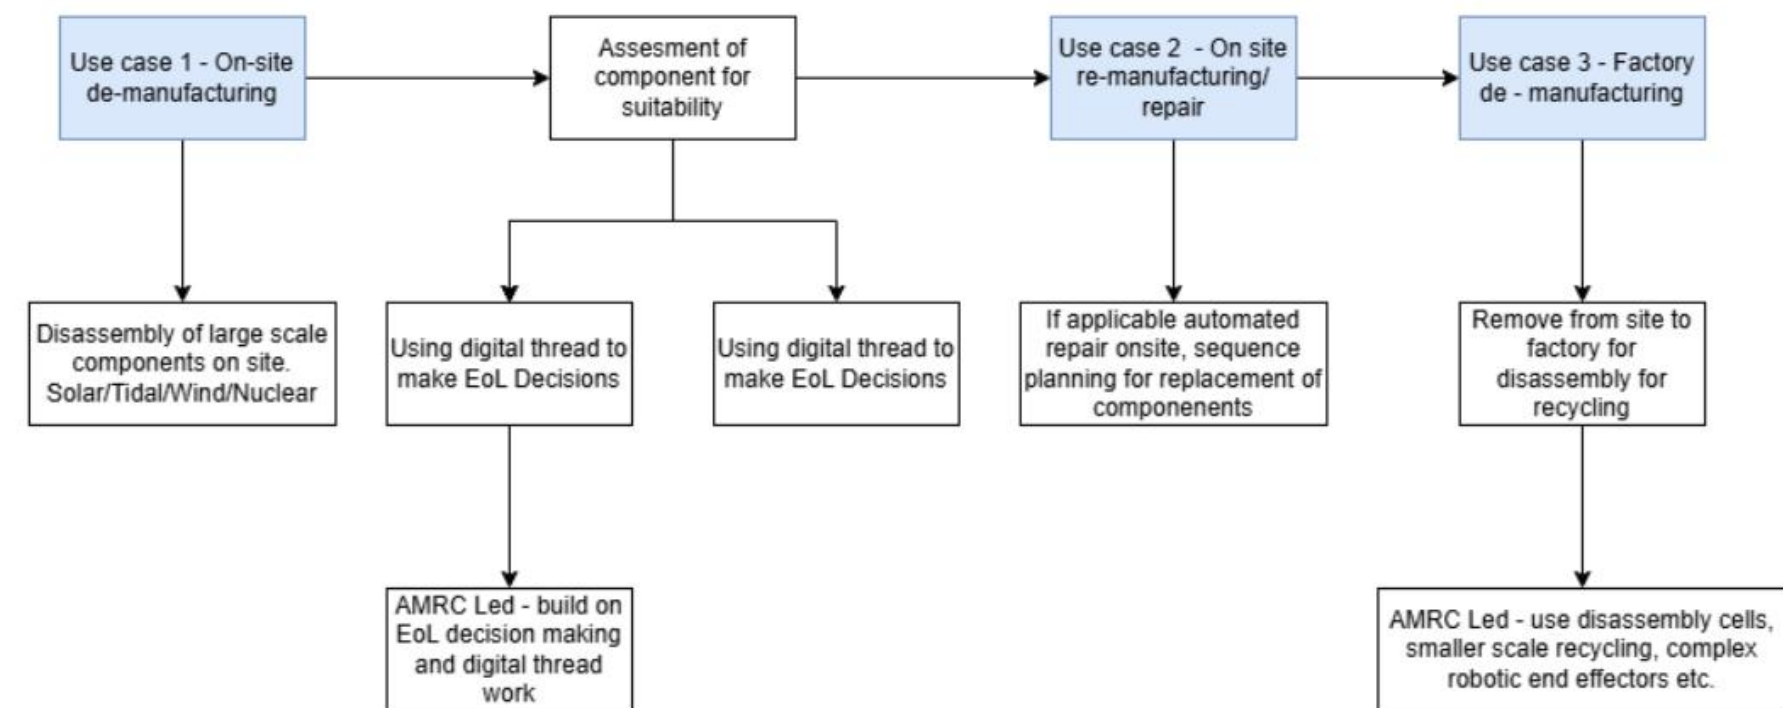 Use case 1 - On-site
de-manufacturing
Assesment of
component for
suitability
Use case 2 - On site
re-manufacturing/
repair
Use case 3 - Factory
de - manufacturing
Disassembly of large scale
components on site.
Solar/Tidal/Wind/Nuclear
Using digital thread to
make EoL Decisions
Using digital thread to
make EoL Decisions
If applicable automated
repair onsite, sequence
planning for replacement of
componenents
Remove from site to
factory for
disassembly for
recycling
AMRC Led - build on
EoL decision making
and digital thread
work
AMRC Led - use disassembly cells,
smaller scale recycling, complex
robotic end effectors etc.